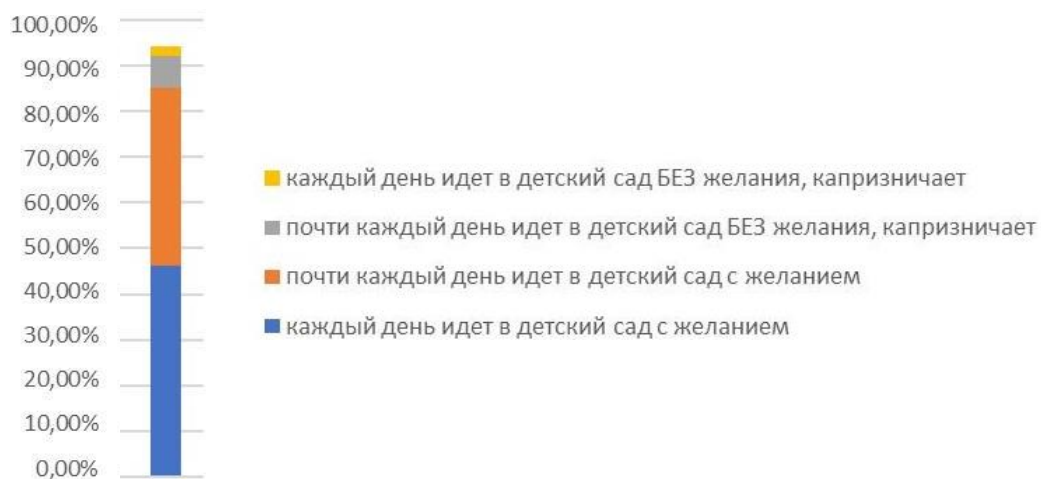 100,00%
90,00%
80,00%
70,00%
60,00%
50,00%
40,00%
30,00%
20,00%
10,00%
0,00%
каждый день идет в детский сад БЕЗ желания, капризничает
почти каждый день идет в детский сад БЕЗ желания, капризничает
почти каждый день идет в детский сад с желанием
каждый день идет в детский сад с желанием